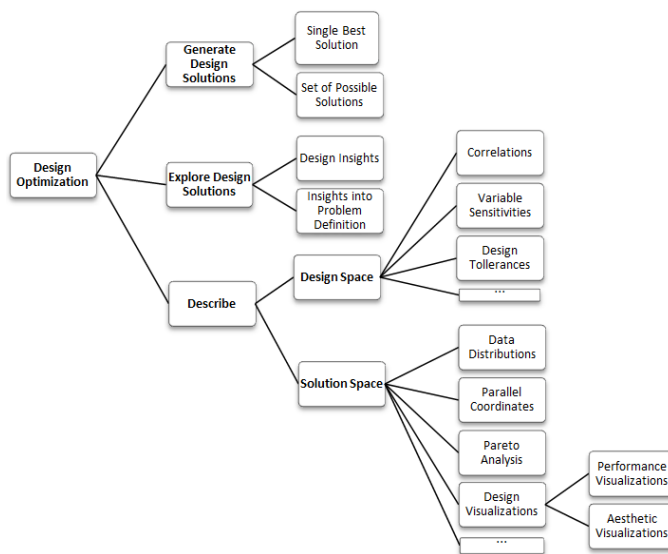 Design
Optimization
Generate
Design
Solutions
Single Best
Solution
Set of Possible
Solutions
Explore Design
Solutions
Design Insights
Insights into
Problem
Definition
Describe
Design Space
Correlations
Variable
Sensitivities
Design
Tollerances
...
Solution Space
Data
Distributions
Parallel
Coordinates
Pareto
Analysis
Design
Visualizations
Performance
Visualizations
Aesthetic
Visualizations
...